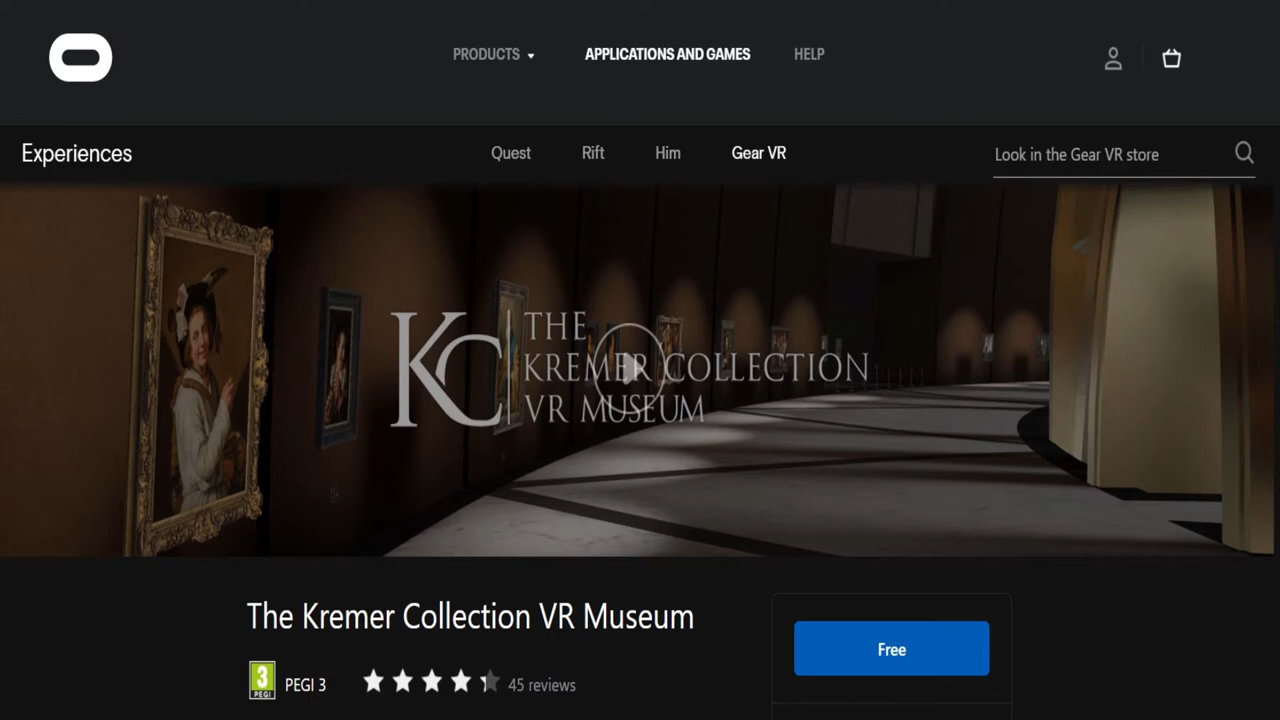 PRODUCTS
APPLICATIONS AND GAMES
HELP
Experiences
Quest
Rift
Him
Gear VR
Look in the Gear VR store
KC
THE
KREMER COLLECTION
VR MUSEUM
The Kremer Collection VR Museum
Free
3
PEGI
PEGI 3
45 reviews